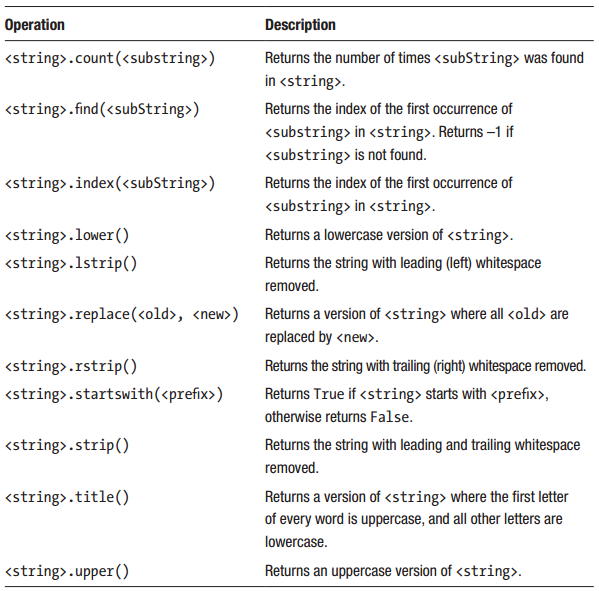 Operation Description
<string>.count(<substring>) Returns the number of times <subString> was found
in <string>.
<string>.find(<subString>) Returns the index of the first occurrence of
<substring> in <string>. Returns –1 if
<substring> is not found.
<string>.index(<subString>) Returns the index of the first occurrence of
<substring> in <string>.
<string>.lower() Returns a lowercase version of <string>.
<string>.lstrip() Returns the string with leading (left) whitespace
removed.
<string>.replace(<old>, <new>) Returns a version of <string> where all <old> are
replaced by <new>.
<string>.rstrip() Returns the string with trailing (right) whitespace removed.
<string>.startswith(<prefix>) Returns True if <string> starts with <prefix>,
otherwise returns False.
<string>.strip() Returns the string with leading and trailing whitespace
removed.
<string>.title() Returns a version of <string> where the first letter
of every word is uppercase, and all other letters are
lowercase.
<string>.upper() Returns an uppercase version of <string>.